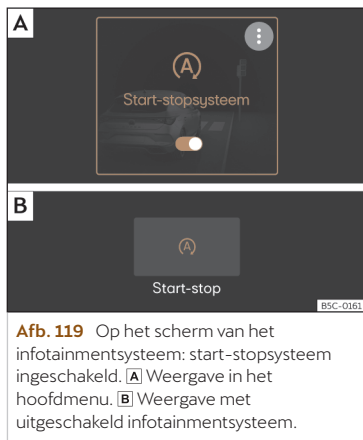 A
Start-stopsysteem
B
Start-stop
B5C-0161
Afb. 119 Op het scherm van het
infotainmentsysteem: start-stopsysteem
ingeschakeld. A Weergave in het
hoofdmenu. B Weergave met
uitgeschakeld infotainmentsysteem.